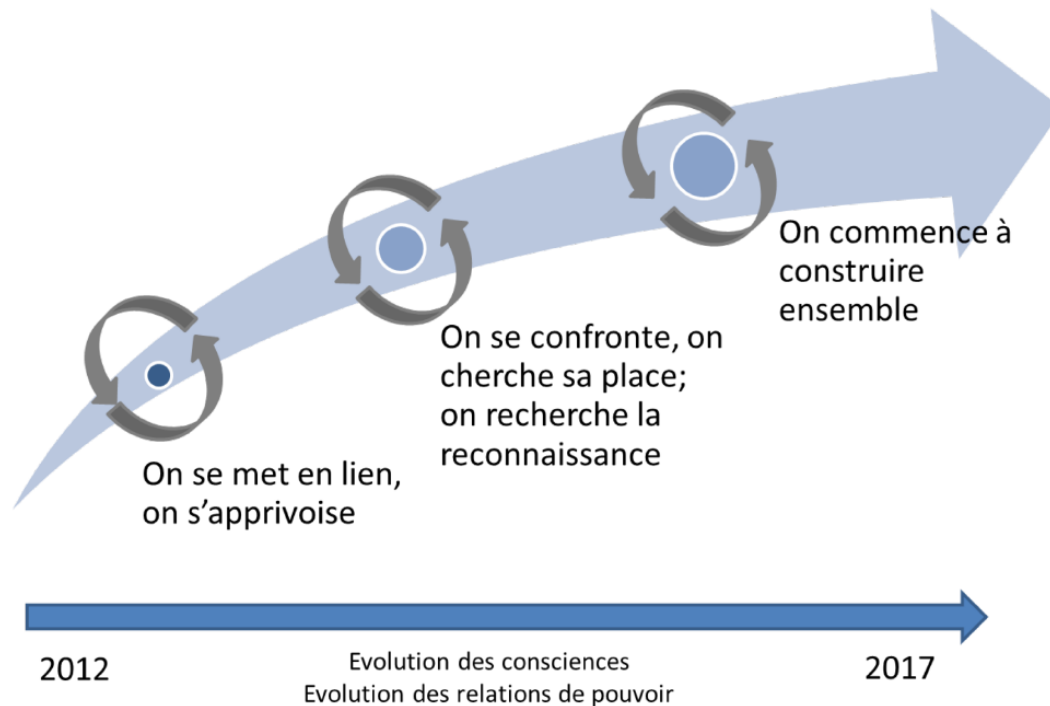 On se met en lien,
on s’apprivoise
On se confronte, on
cherche sa place;
on recherche la
reconnaissance
On commence à
construire
ensemble
2012
Evolution des consciences
Evolution des relations de pouvoir
2017